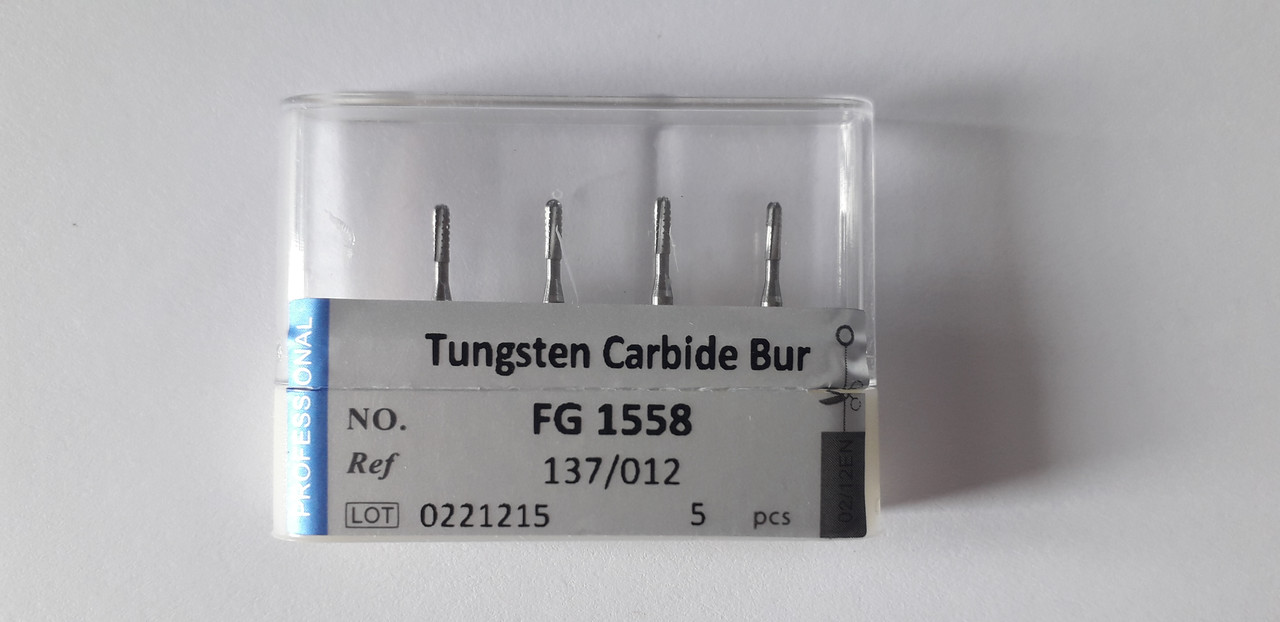 PROFESSIONAL
Tungsten Carbide Bur
NO. FG 1558
Ref 137/012
LOT 0221215 5 pcs
02/12EN